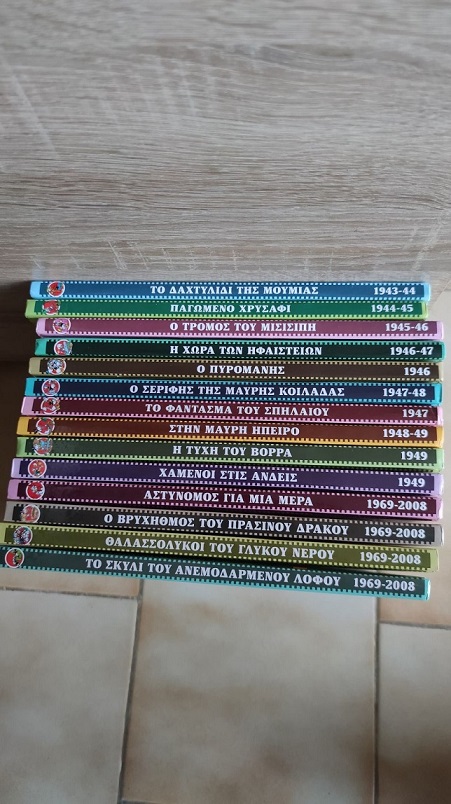 ΤΟ ΔΑΧΤΥΛΙΔΙ ΤΗΣ ΜΟΥΜΙΑΣ 1943-44
ΠΑΓΩΜΕΝΟ ΧΡΥΣΑΦΙ 1944-45
Ο ΤΡΟΜΟΣ ΤΟΥ ΜΙΣΙΣΙΠΗ 1945-46
Η ΧΩΡΑ ΤΩΝ ΗΦΑΙΣΤΕΙΩΝ 1946-47
Ο ΠΥΡΟΜΑΝΗΣ 1946
Ο ΣΕΡΙΦΗΣ ΤΗΣ ΜΑΥΡΗΣ ΚΟΙΛΑΔΑΣ 1947-48
ΤΟ ΦΑΝΤΑΣΜΑ ΤΟΥ ΣΠΗΛΑΙΟΥ 1947
ΣΤΗΝ ΜΑΥΡΗ ΗΠΕΙΡΟ 1948-49
Η ΤΥΧΗ ΤΟΥ ΒΟΡΡΑ 1949
ΧΑΜΕΝΟΙ ΣΤΙΣ ΑΝΔΕΙΣ 1949
ΑΣΤΥΝΟΜΟΣ ΓΙΑ ΜΙΑ ΜΕΡΑ 1969-2008
Ο ΒΡΥΧΗΘΜΟΣ ΤΟΥ ΠΡΑΣΙΝΟΥ ΔΡΑΚΟΥ 1969-2008
ΘΑΛΑΣΣΟΛΥΚΟΙ ΤΟΥ ΓΛΥΚΟΥ ΝΕΡΟΥ 1969-2008
ΤΟ ΣΚΥΛΙ ΤΟΥ ΑΝΕΜΟΔΑΡΜΕΝΟΥ ΛΟΦΟΥ 1969-2008